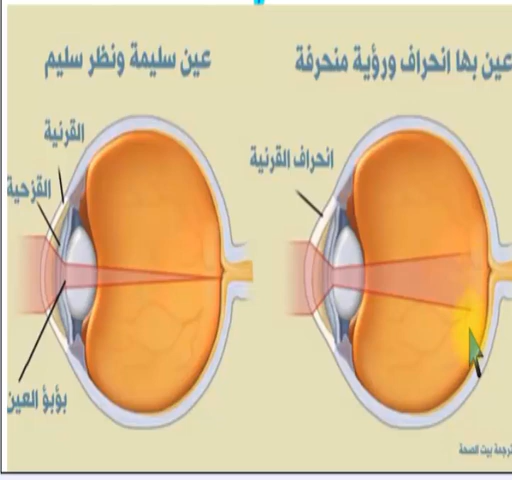 عين بها انحراف ورؤية منحرفة
عين سليمة ونظر سليم
انحراف القرنية
القرنية
القزحية
بؤبؤ العين
ترجمة بيت الصحة